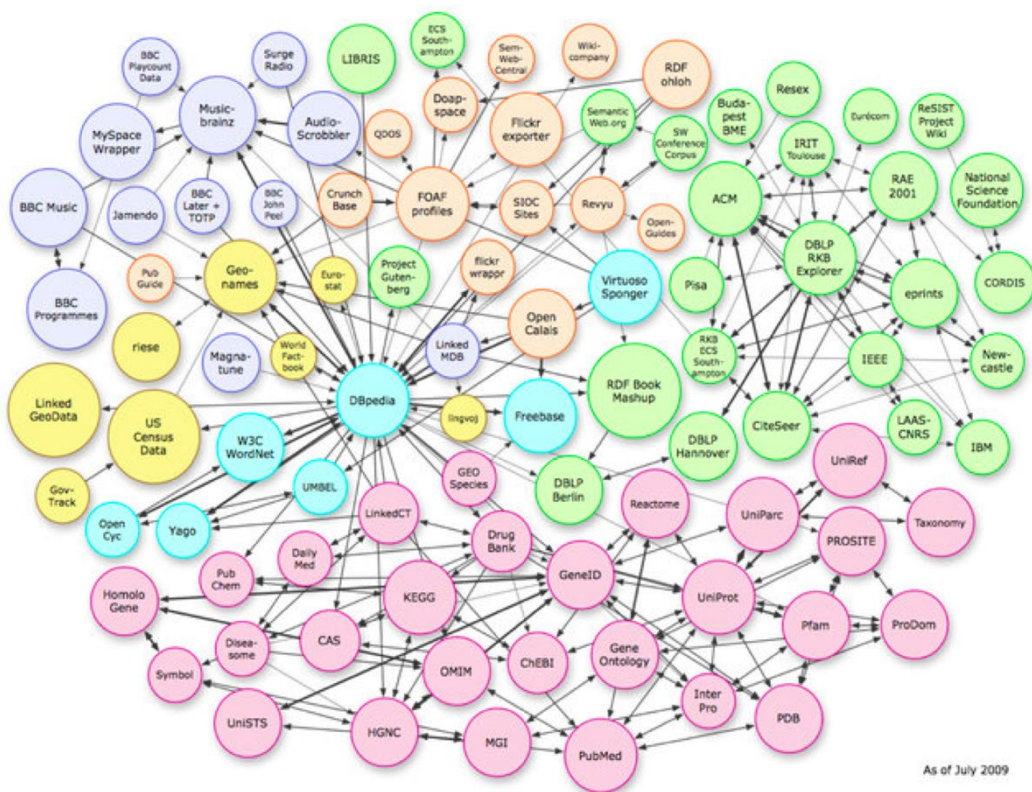 BBC
Playcount
Data
Surge
Radio
LIBRIS
ECS
South-
ampton
Sem-
Web-
Central
Wiki-
company
RDF
ohloh
Resex
Buda-
pest
BME
Eurécom
ReSIST
Project
Wiki
MySpace
Wrapper
Music-
brainz
Audio-
Scrobbler
QDOS
Doap-
space
Flickr
exporter
Semantic
Web.org
SW
Conference
Corpus
IRIT
Toulouse
RAE
2001
National
Science
Foundation
BBC Music
Jamendo
BBC
Later +
TOTP
BBC
John
Peel
Crunch
Base
FOAF
profiles
SIOC
Sites
Revyu
Open-
Guides
ACM
DBLP
RKB
Explorer
Pub
Guide
Geo-
names
Euro-
stat
Project
Guten-
berg
flickr
wrappr
Virtuoso
Sponger
Pisa
eprints
CORDIS
BBC
Programmes
riese
Magna-
tune
World
Fact-
book
Linked
MDB
Open
Calais
RKB
ECS
South-
ampton
IEEE
New-
castle
Linked
GeoData
US
Census
Data
W3C
WordNet
DBpedia
lingvoj
Freebase
RDF Book
Mashup
CiteSeer
LAAS-
CNRS
IBM
Gov-
Track
Open
Cyc
Yago
UMBEL
LinkedCT
GEO
Species
DBLP
Berlin
DBLP
Hannover
UniRef
Reactome
UniParc
Taxonomy
PROSITE
Daily
Med
Drug
Bank
Pub
Chem
Homolo
Gene
KEGG
GeneID
UniProt
Pfam
ProDom
Disea-
some
CAS
Symbol
OMIM
ChEBI
Gene
Ontology
Inter
Pro
UniSTS
HGNC
MGI
PubMed
PDB
As of July 2009